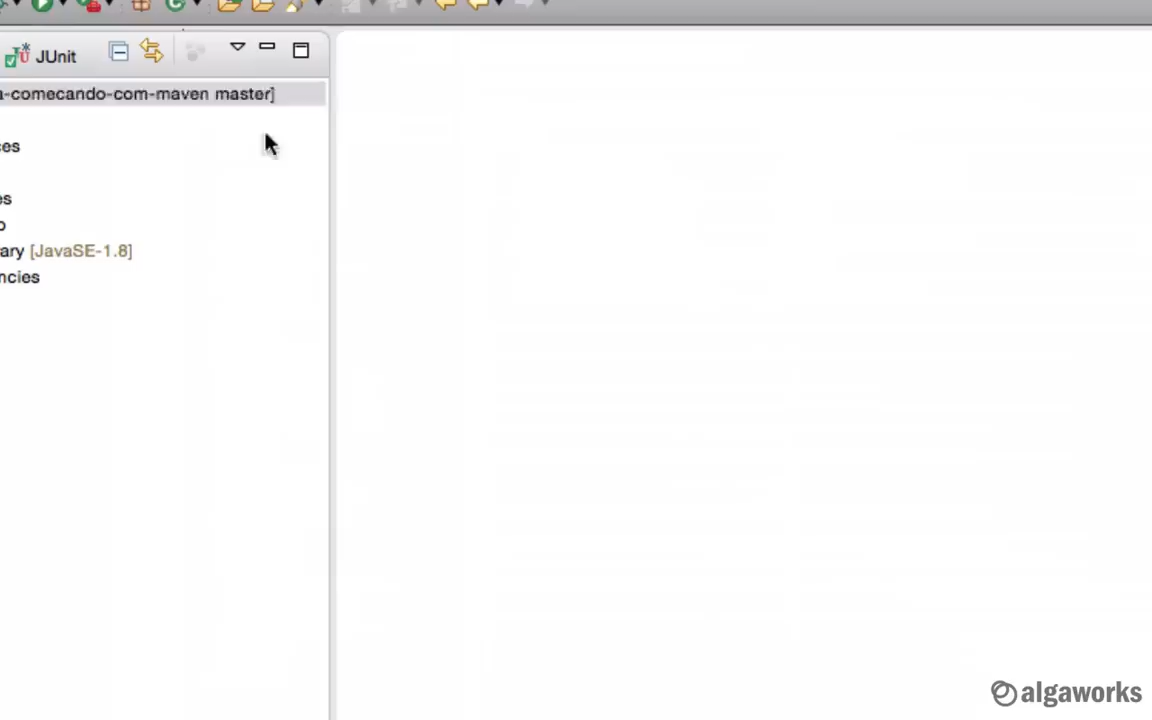 JUnit
a-comecando-com-maven master]
ces
es
o
ary [JavaSE-1.8]
ncies
algaworks